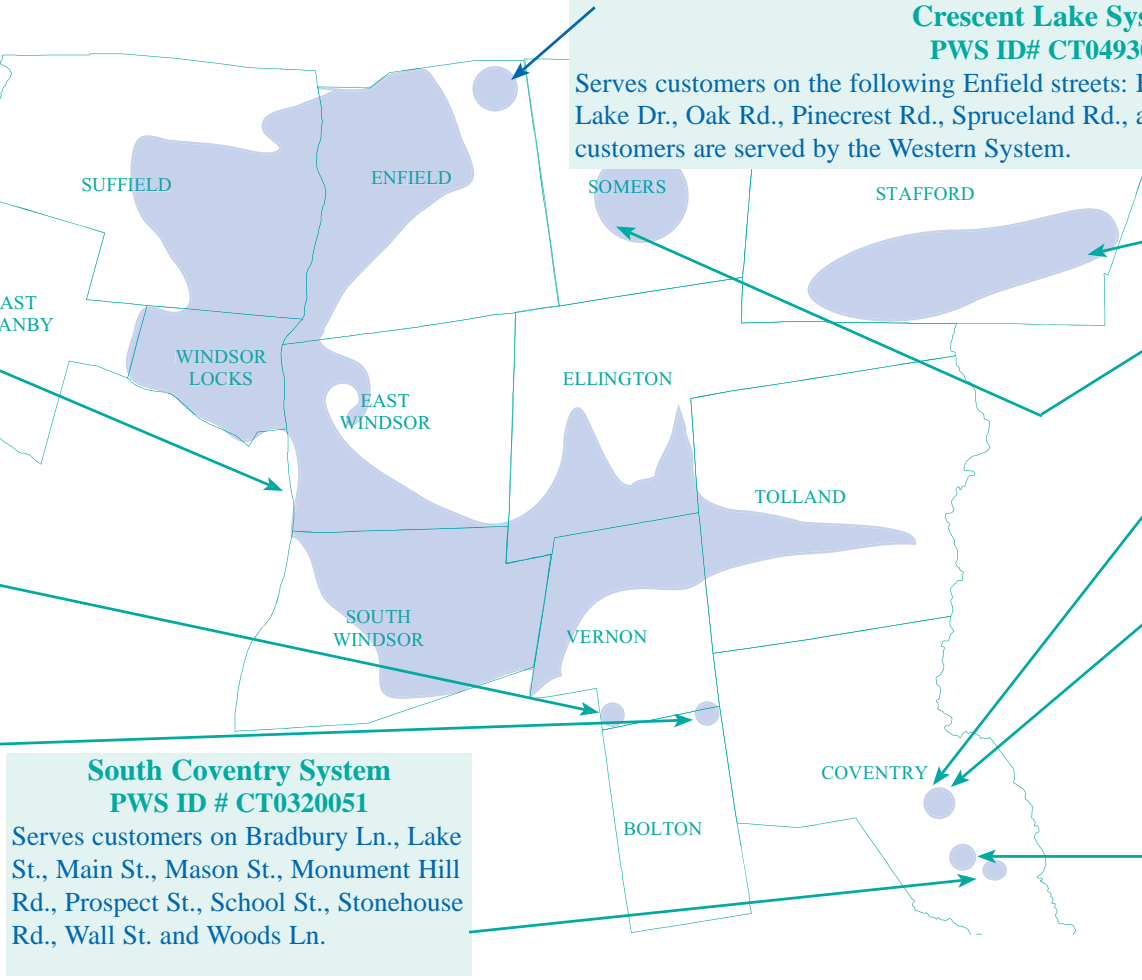 Crescent Lake Sys
PWS ID# CT0493
Serves customers on the following Enfield streets:
Lake Dr., Oak Rd., Pinecrest Rd., Spruceland Rd., a
customers are served by the Western System.
SUFFIELD
ENFIELD
SOMERS
STAFFORD
AST
ANBY
WINDSOR
LOCKS
EAST
WINDSOR
ELLINGTON
TOLLAND
SOUTH
WINDSOR
VERNON
COVENTRY
BOLTON
South Coventry System
PWS ID # CT0320051
Serves customers on Bradbury Ln., Lake
St., Main St., Mason St., Monument Hill
Rd., Prospect St., School St., Stonehouse
Rd., Wall St. and Woods Ln.